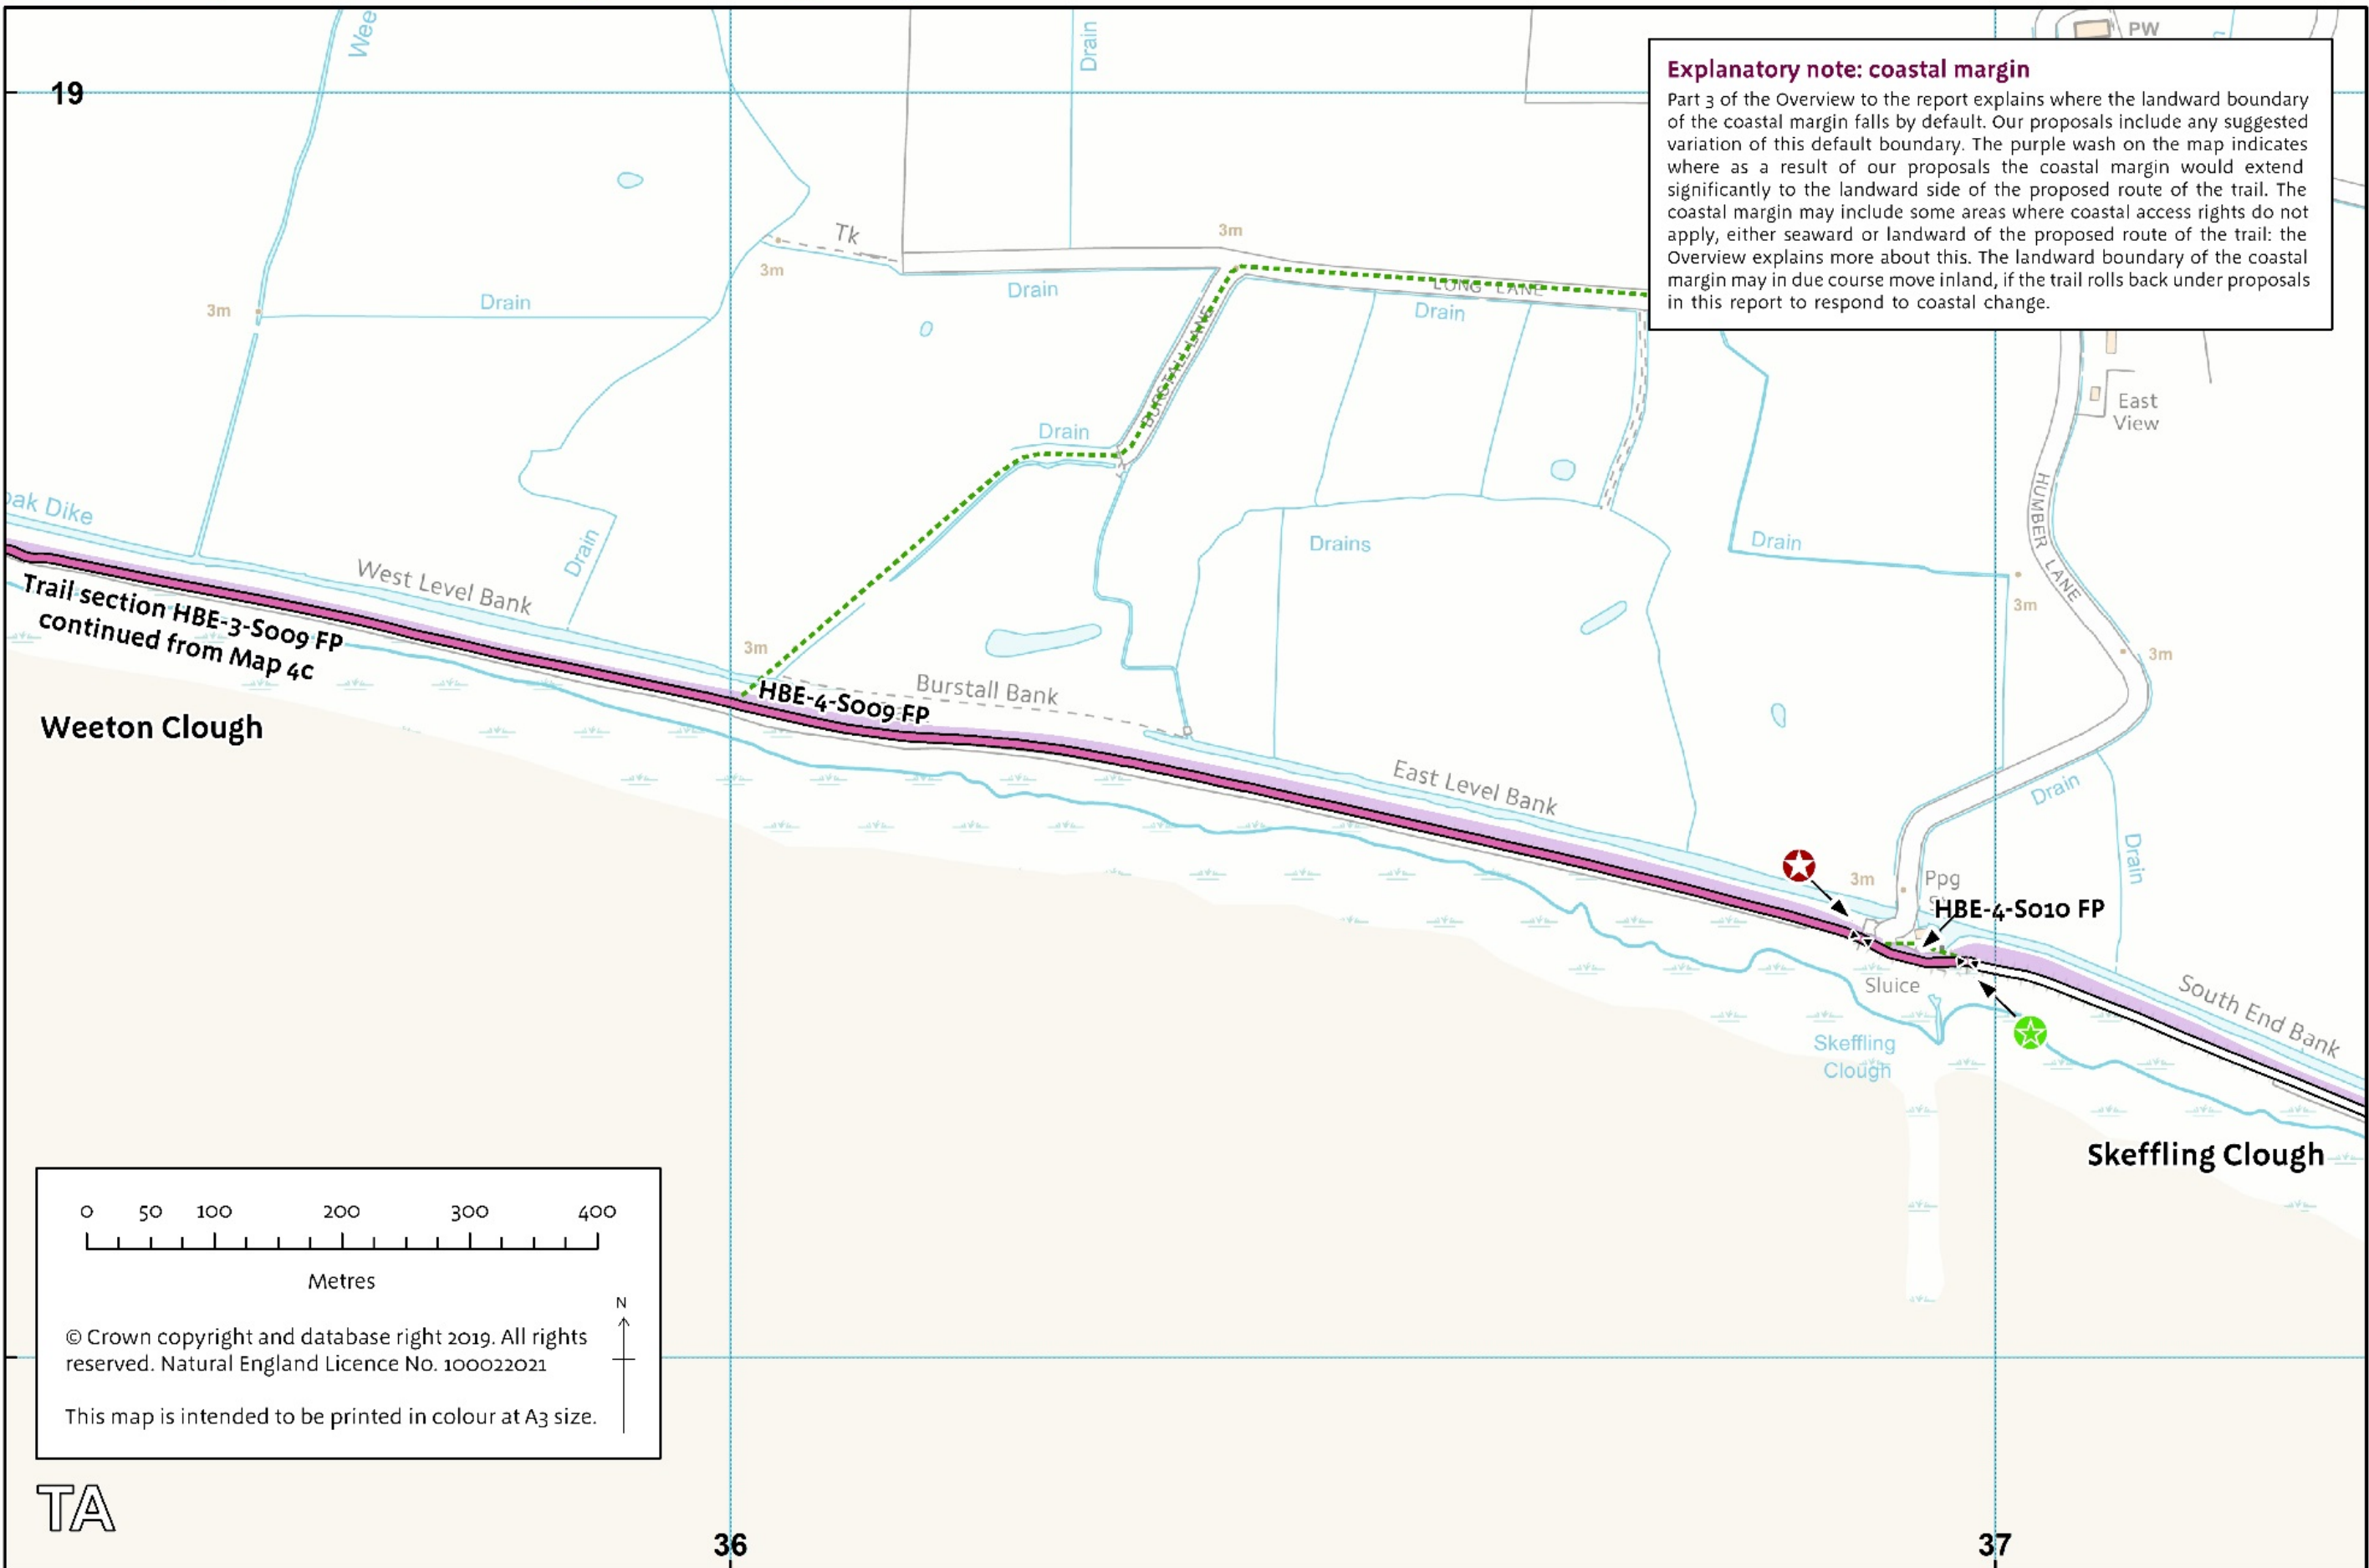 Wee
Drain
PW
19
Explanatory note: coastal margin
Part 3 of the Overview to the report explains where the landward boundary
of the coastal margin falls by default. Our proposals include any suggested
variation of this default boundary. The purple wash on the map indicates
where as a result of our proposals the coastal margin would extend
significantly to the landward side of the proposed route of the trail. The
coastal margin may include some areas where coastal access rights do not
apply, either seaward or landward of the proposed route of the trail: the
Overview explains more about this. The landward boundary of the coastal
margin may in due course move inland, if the trail rolls back under proposals
in this report to respond to coastal change.
Tk
3m
3m
Drain
LONG LANE
3m
Drain
Drain
BURSTALL LANE
East
View
Drain
HUMBER LANE
oak Dike
Drain
Drains
Drain
West Level Bank
3m
Trail section HBE-3-S009 FP
continued from Map 4c
3m
3m
HBE-4-S009 FP
Burstall Bank
Weeton Clough
East Level Bank
Drain
Drain
3m
Ppg
HBE-4-S010 FP
Sluice
South End Bank
Skeffling
Clough
Skeffling Clough
0 50 100 200 300 400
Metres
N
© Crown copyright and database right 2019. All rights
reserved. Natural England Licence No. 100022021
This map is intended to be printed in colour at A3 size.
TA
36
37